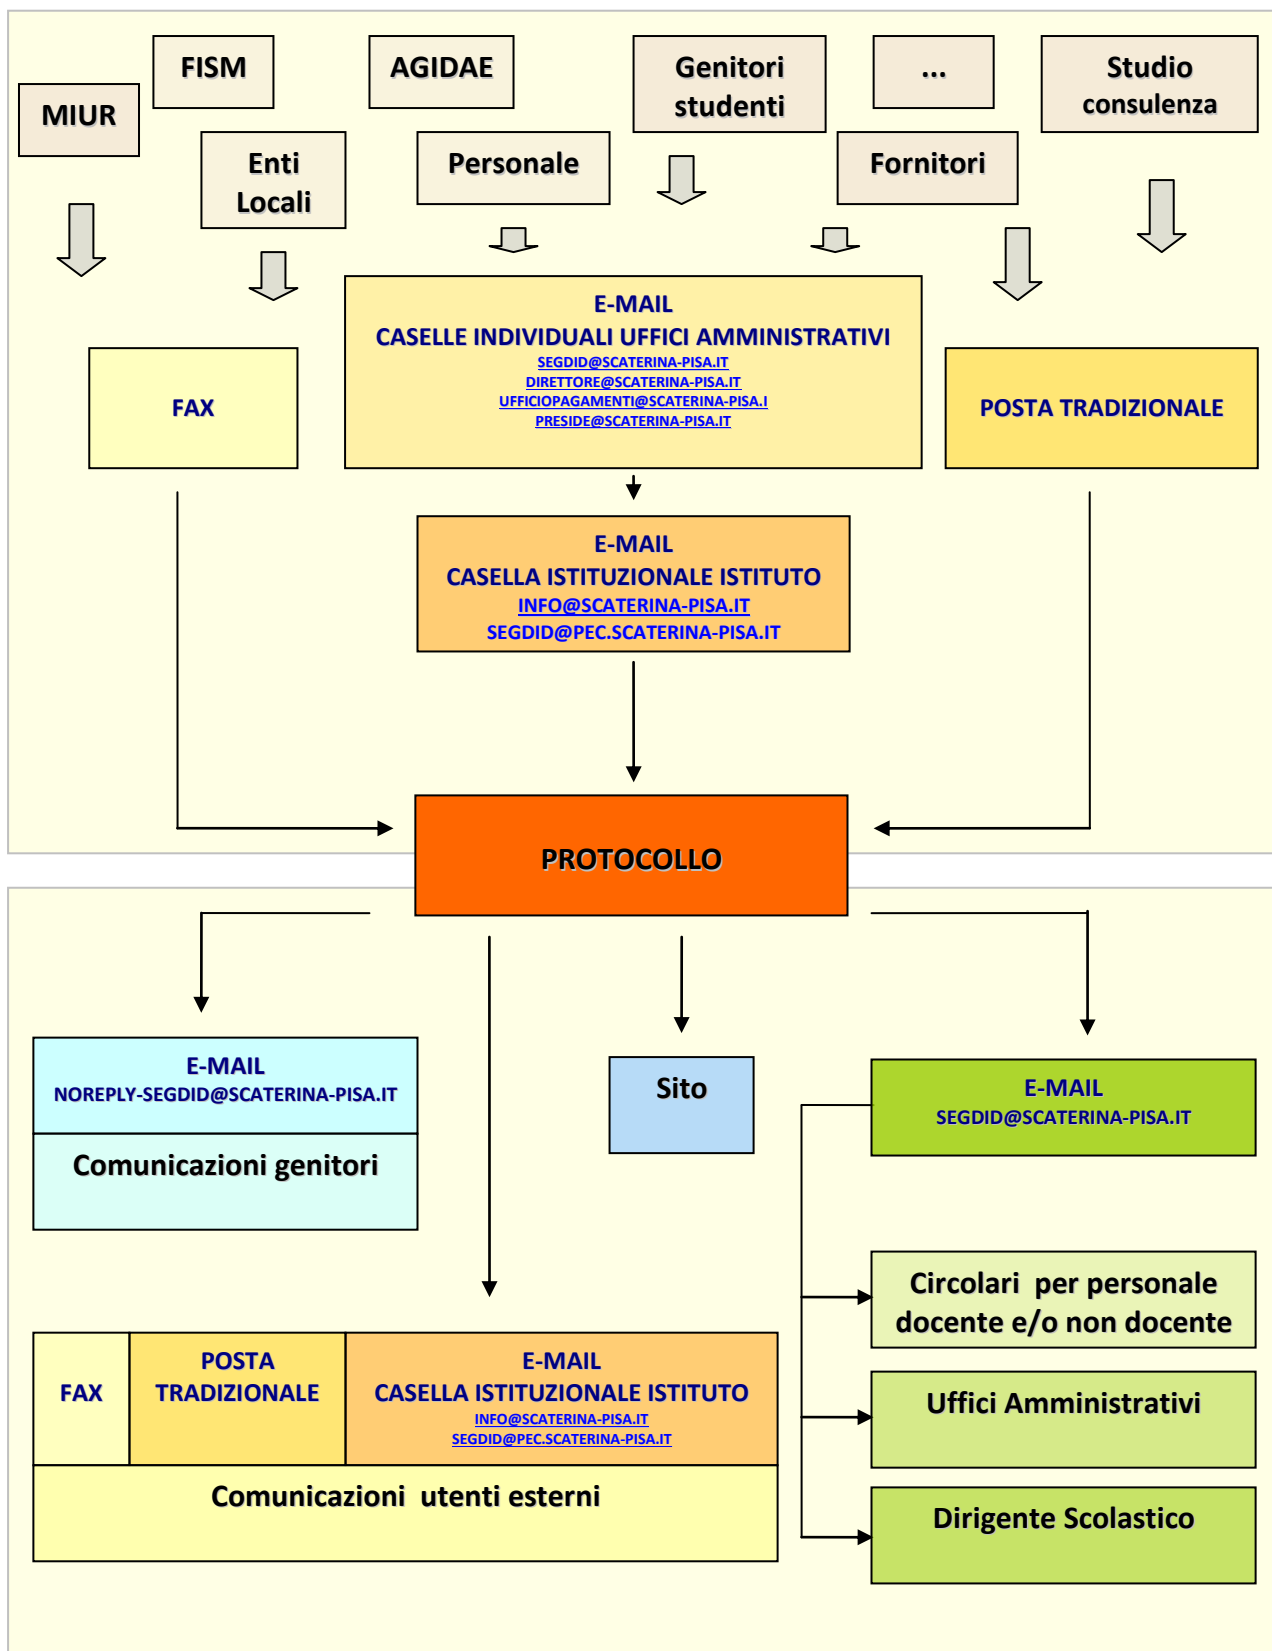 FISM
AGIDAE
Genitori
studenti
...
Studio
consulenza
MIUR
Enti
Locali
Personale
Fornitori
E-MAIL
CASELLE INDIVIDUALI UFFICI AMMINISTRATIVI
SEGDID@SCATERINA-PISA.IT
DIRETTORE@SCATERINA-PISA.IT
UFFICIOPAGAMENTI@SCATERINA-PISA.I
PRESIDE@SCATERINA-PISA.IT
FAX
POSTA TRADIZIONALE
E-MAIL
CASELLA ISTITUZIONALE ISTITUTO
INFO@SCATERINA-PISA.IT
SEGDID@PEC.SCATERINA-PISA.IT
PROTOCOLLO
E-MAIL
NOREPLY-SEGDID@SCATERINA-PISA.IT
Comunicazioni genitori
Sito
E-MAIL
SEGDID@SCATERINA-PISA.IT
Circolari  per personale
docente e/o non docente
Uffici Amministrativi
Dirigente Scolastico
FAX
POSTA
TRADIZIONALE
E-MAIL
CASELLA ISTITUZIONALE ISTITUTO
INFO@SCATERINA-PISA.IT
SEGDID@PEC.SCATERINA-PISA.IT
Comunicazioni  utenti esterni